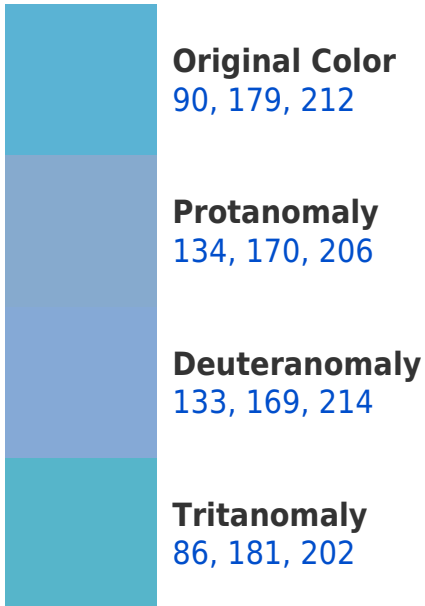 Original Color
90, 179, 212
Protanomaly
134, 170, 206
Deuteranomaly
133, 169, 214
Tritanomaly
86, 181, 202